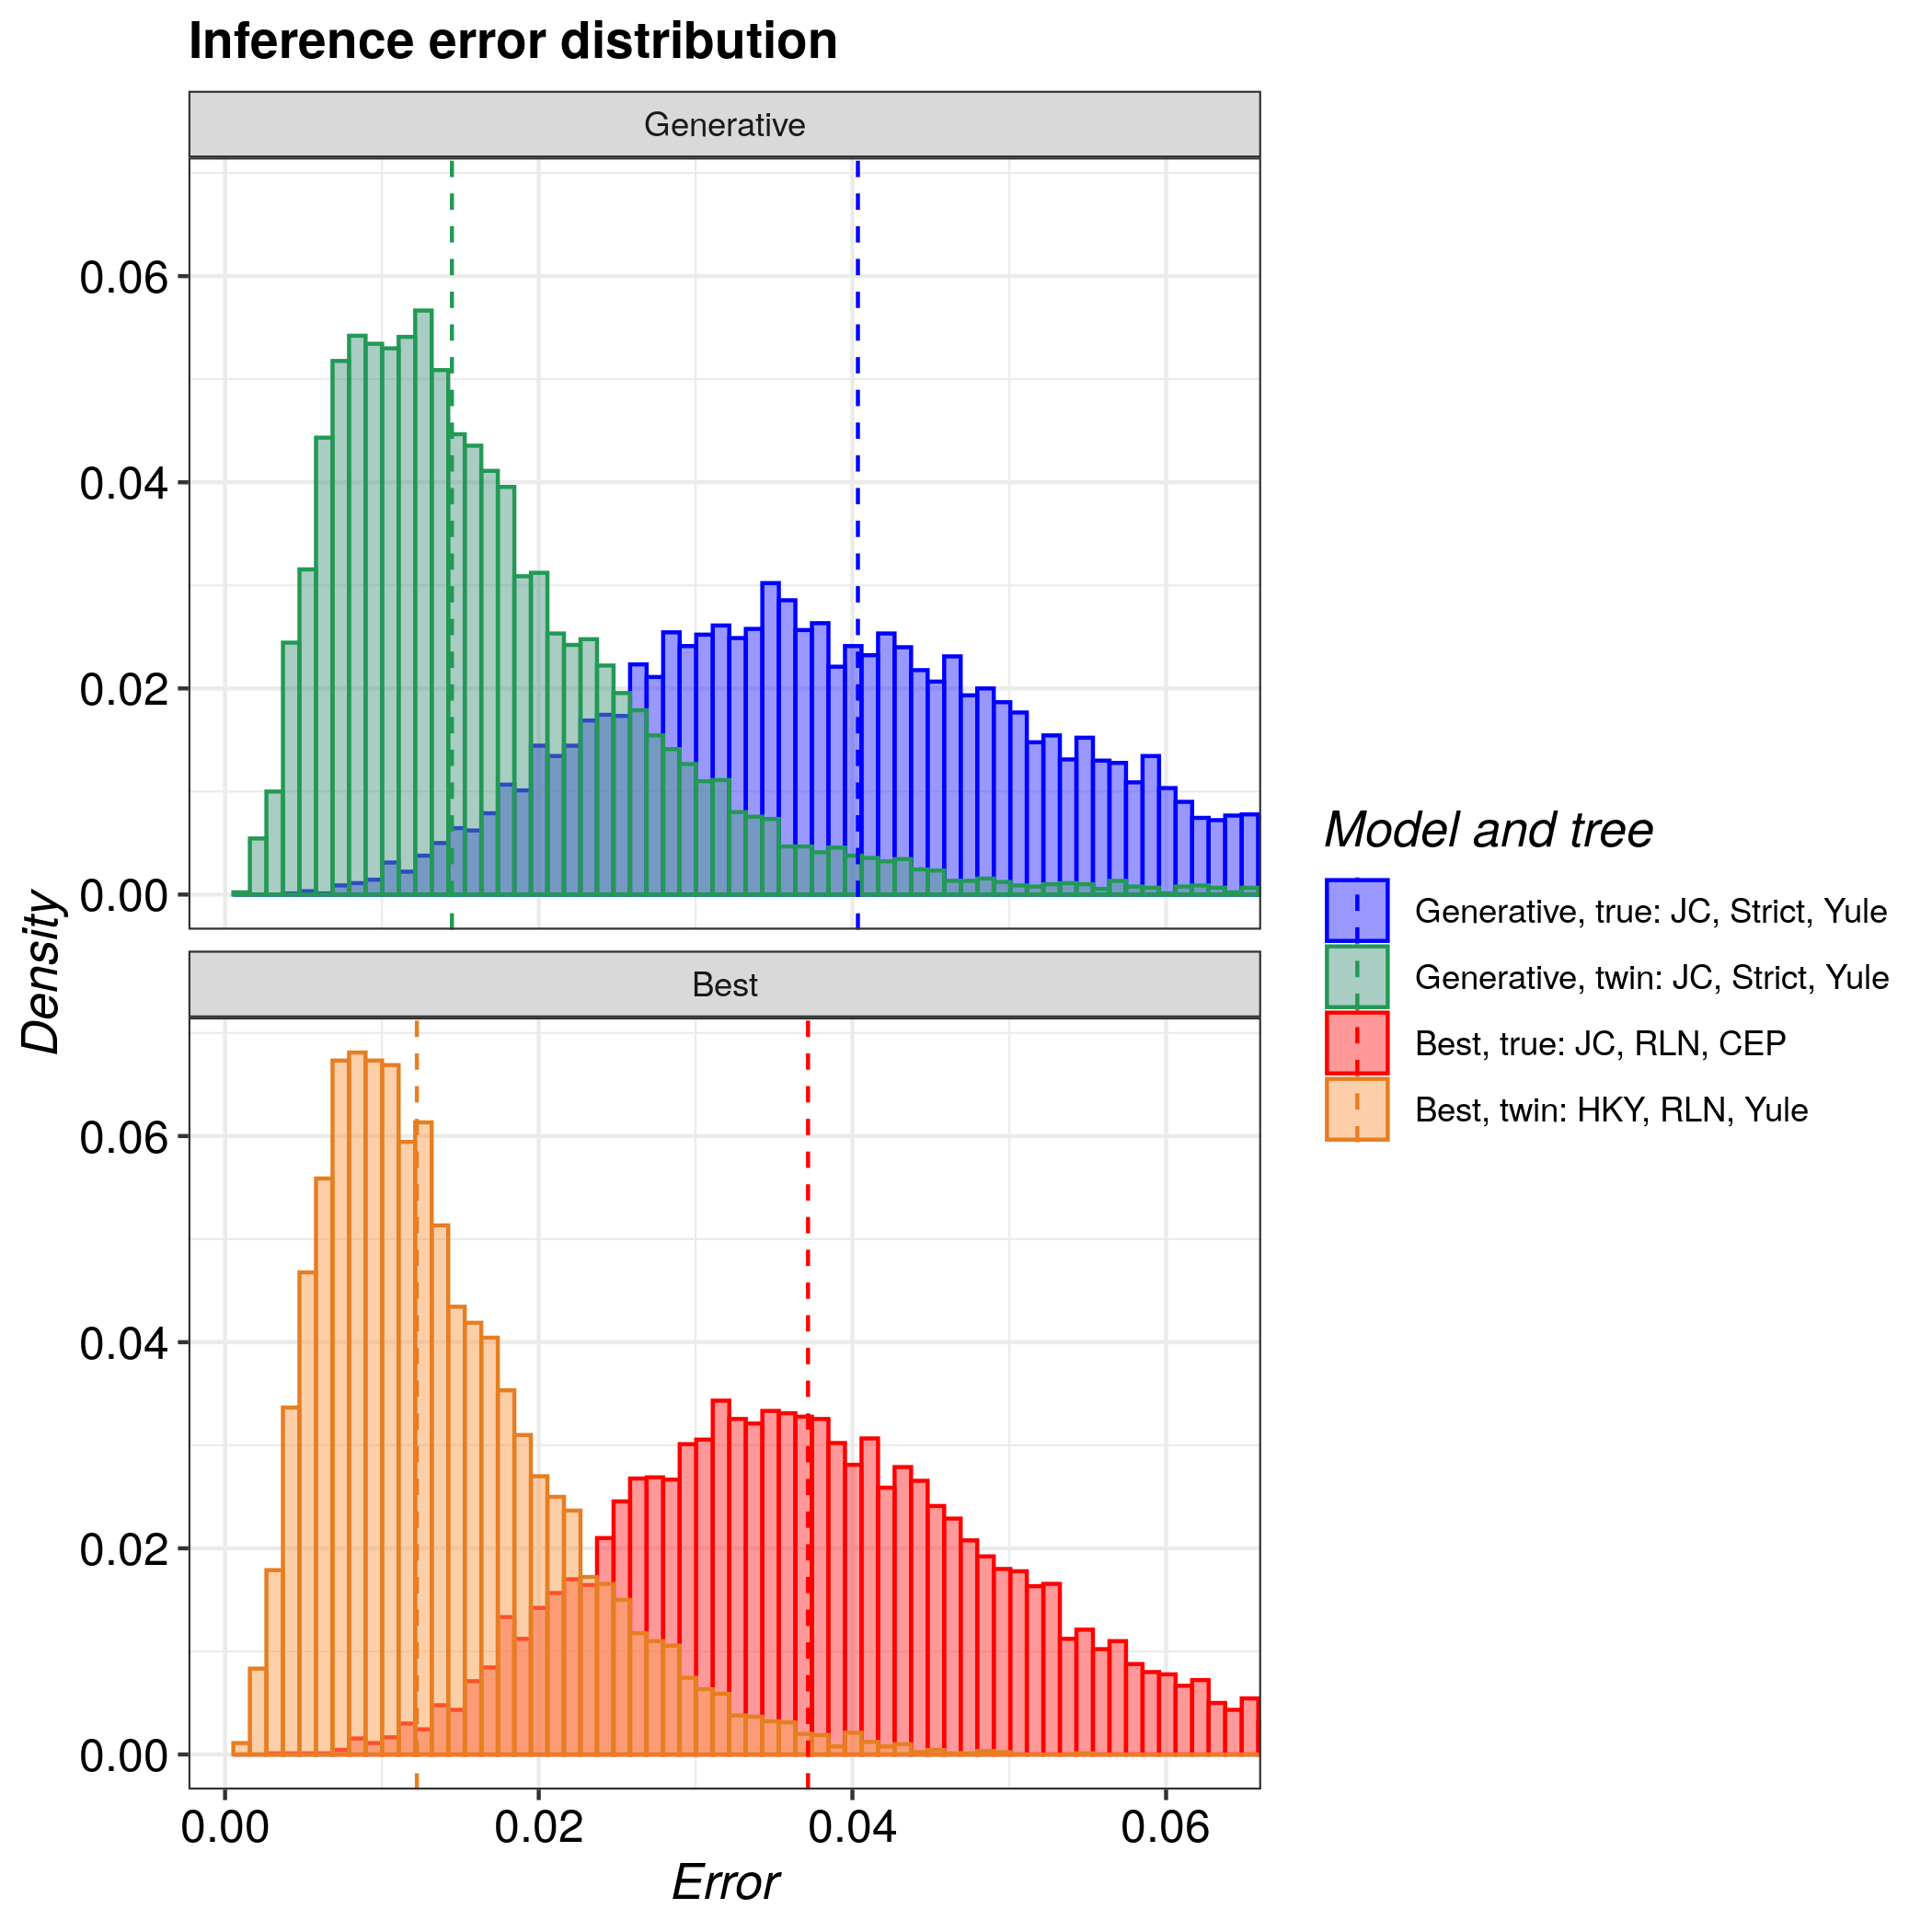 Inference error distribution
Generative
0.06
0.04
0.02
0.00
Best
0.06
0.04
0.02
0.00
0.00 0.02 0.04 0.06
Error
Density
Model and tree
Generative, true: JC, Strict, Yule
Generative, twin: JC, Strict, Yule
Best, true: JC, RLN, CEP
Best, twin: HKY, RLN, Yule